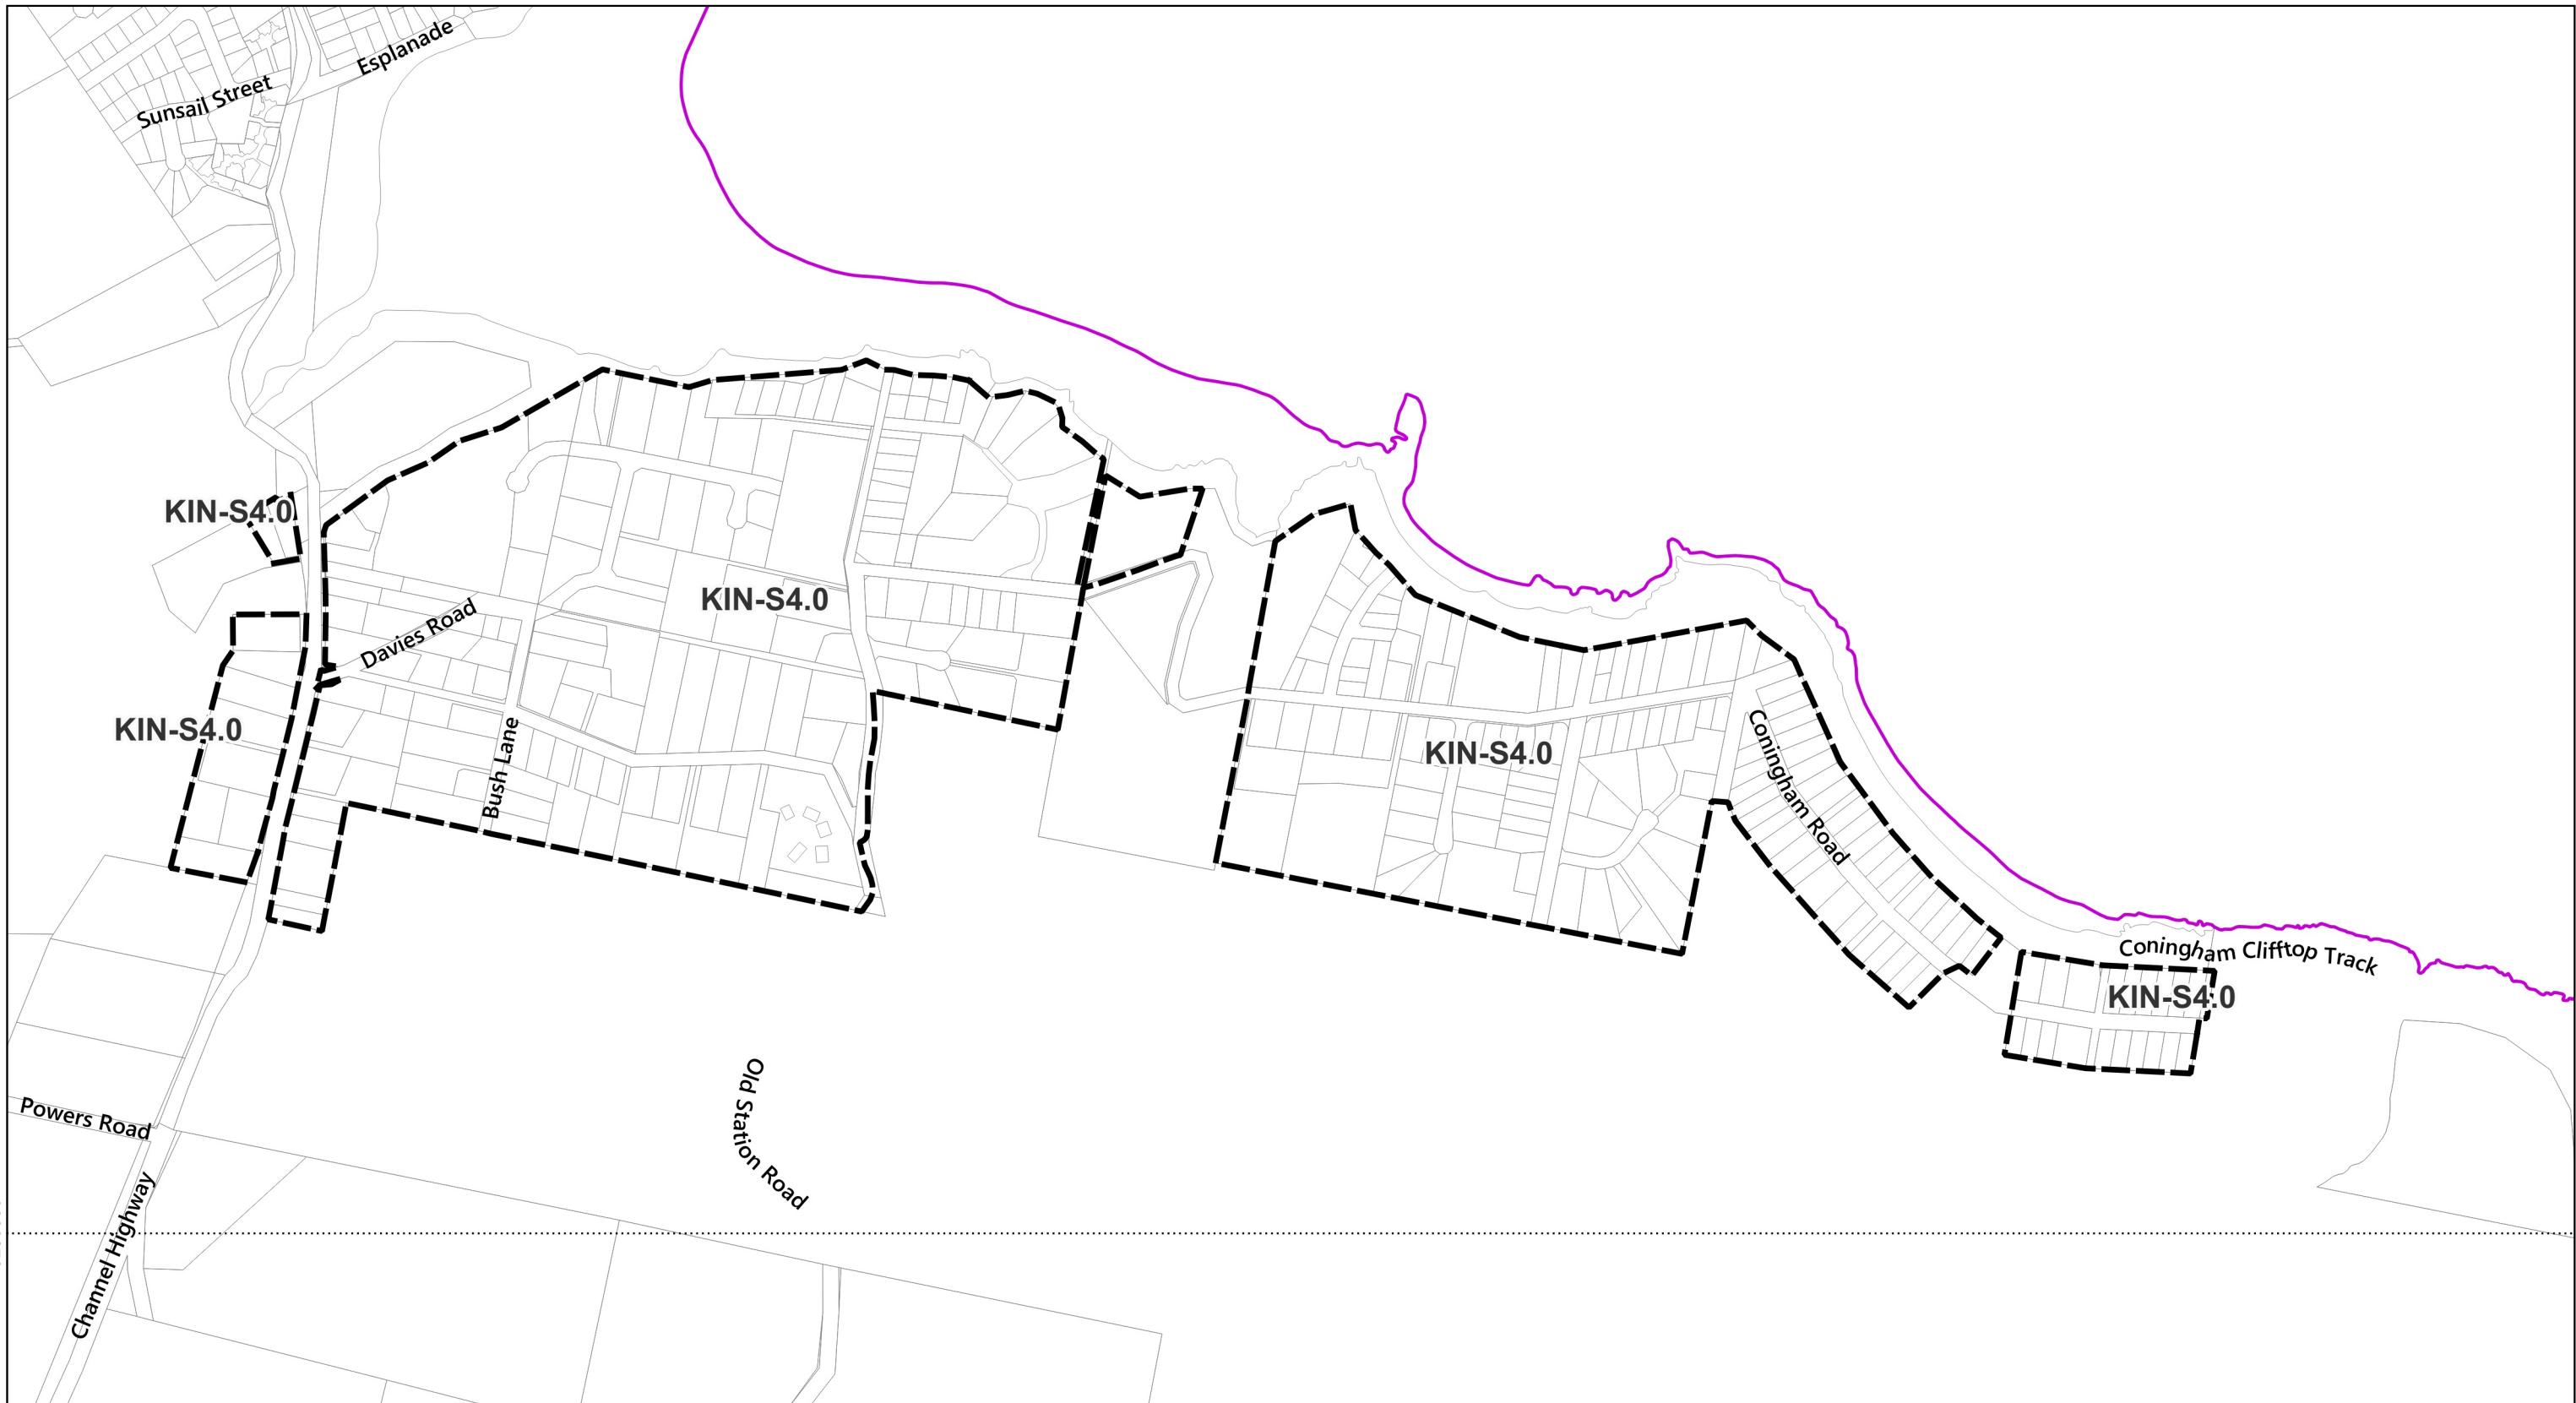 Esplanade
Sunsail Street
KIN-S4.0
KIN-S4.0
Davies Road
KIN-S4.0
Bush Lane
KIN-S4.0
Coningham Road
Coningham Clifftop Track
KIN-S4.0
Old Station Road
Powers Road
Channel Highway